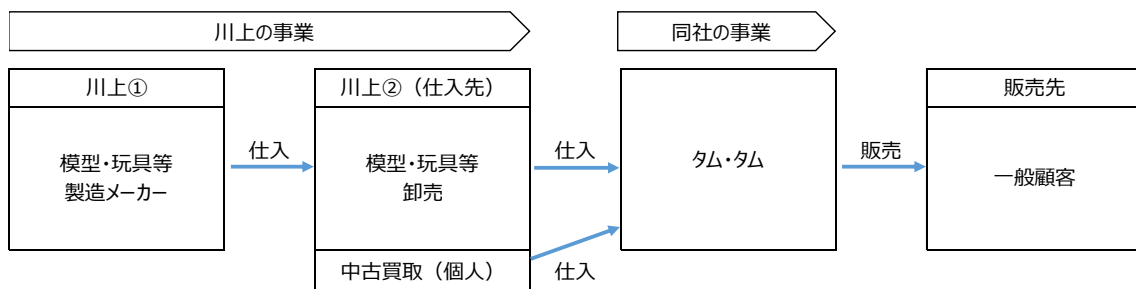 川上の事業
同社の事業
川上①
模型・玩具等
製造メーカー
仕入
川上②（仕入先）
模型・玩具等
卸売
中古買取（個人）
仕入
仕入
タム・タム
販売
販売先
一般顧客